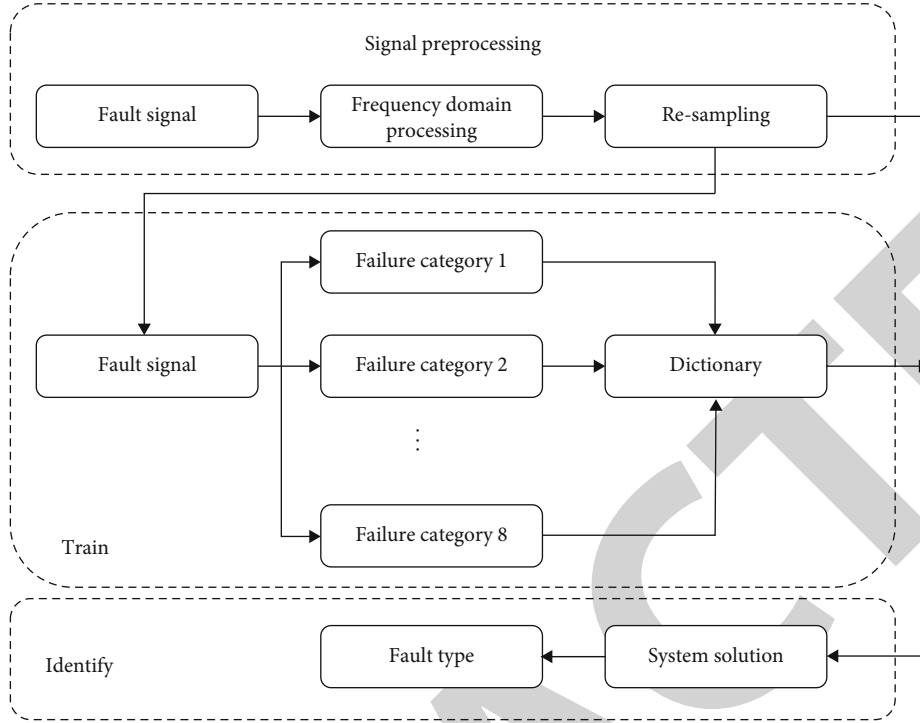 Signal preprocessing
Fault signal
Frequency domain
processing
Re-sampling
Failure category 1
Fault signal
Failure category 2
Dictionary
⋮
Failure category 8
Train
Identify
Fault type
System solution
ACTE